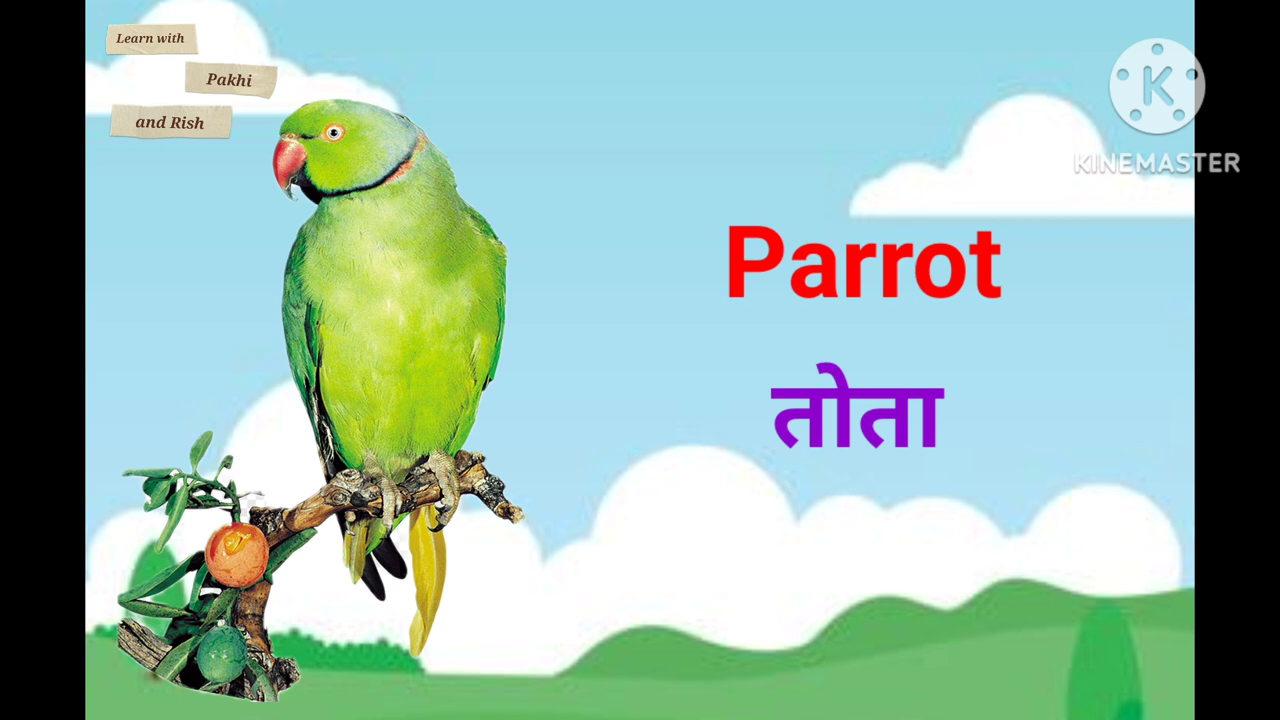 Learn with
Pakhi
and Rish
KINEMASTER
Parrot
तोता